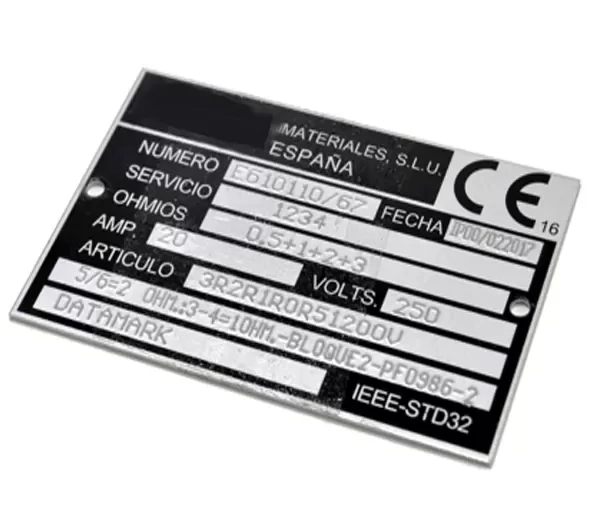 MATERIALES, S.L.U.
ESPAÑA
CE 16
NUMERO E610110/67 FECHA IP00/022017
SERVICIO 1234
OHMIOS 0.5+1+2+3
AMP. 20 VOLTS. 250
ARTICULO 3R2R1R0R51200V
5/6=2 OHM.:3-4=1OHM.-BLOQUE2-PF0986-2
DATAMARK
IEEE-STD32